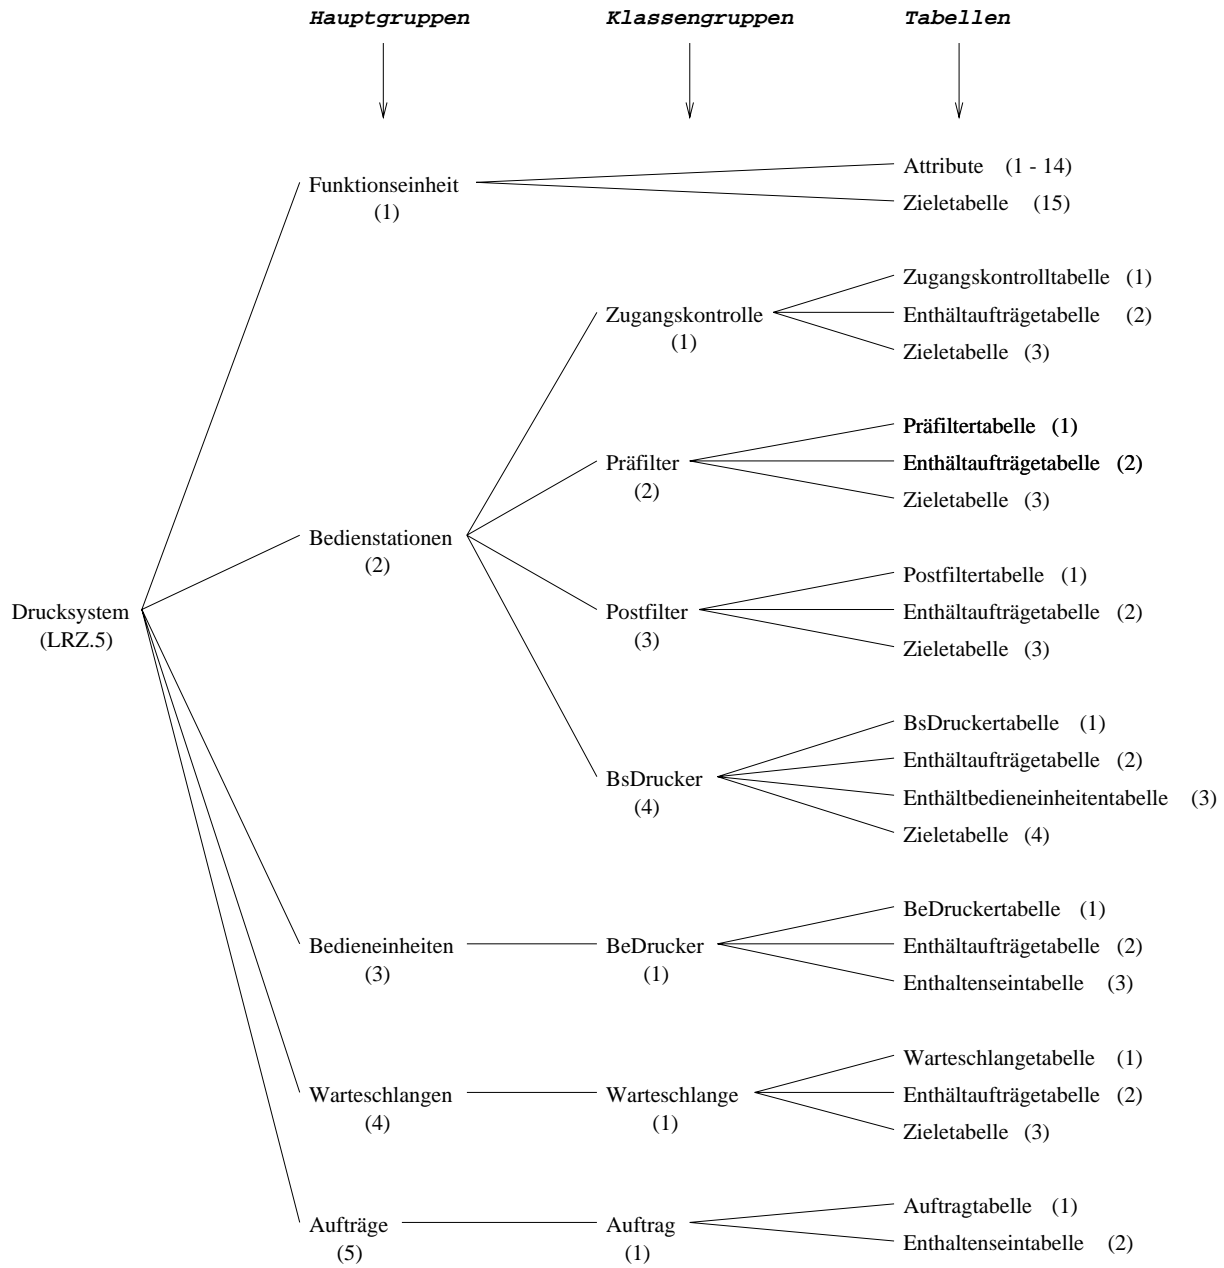 Hauptgruppen Klassengruppen Tabellen
Funktionseinheit
(1)
Attribute (1 - 14)
Zieletabelle (15)
Zugangskontrolle
(1)
Zugangskontrolltabelle (1)
Enthältaufträgetabelle (2)
Zieletabelle (3)
Präfilter
(2)
Präfiltertabelle (1)
Enthältaufträgetabelle (2)
Zieletabelle (3)
Bedienstationen
(2)
Drucksystem
(LRZ.5)
Postfilter
(3)
Postfiltertabelle (1)
Enthältaufträgetabelle (2)
Zieletabelle (3)
BsDrucker
(4)
BsDruckertabelle (1)
Enthältaufträgetabelle (2)
Enthältbedieneinheitentabelle (3)
Zieletabelle (4)
Bedieneinheiten
(3)
BeDrucker
(1)
BeDruckertabelle (1)
Enthältaufträgetabelle (2)
Enthaltenseintabelle (3)
Warteschlangen
(4)
Warteschlange
(1)
Warteschlangetabelle (1)
Enthältaufträgetabelle (2)
Zieletabelle (3)
Aufträge
(5)
Auftrag
(1)
Auftragtabelle (1)
Enthaltenseintabelle (2)